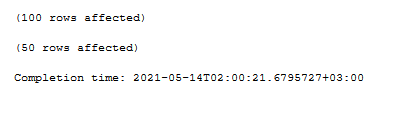 (100 rows affected)
(50 rows affected)
Completion time: 2021-05-14T02:00:21.6795727+03:00